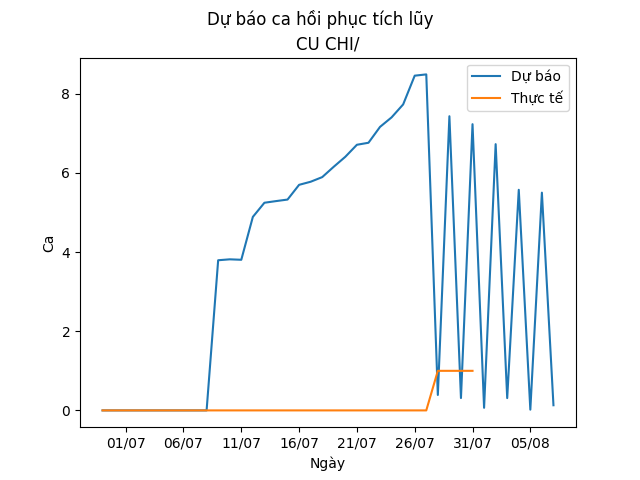 Dự báo ca hồi phục tích lũy
CU CHI/
Dự báo
Thực tế
Ca
8
6
4
2
0
01/07 06/07 11/07 16/07 21/07 26/07 31/07 05/08
Ngày